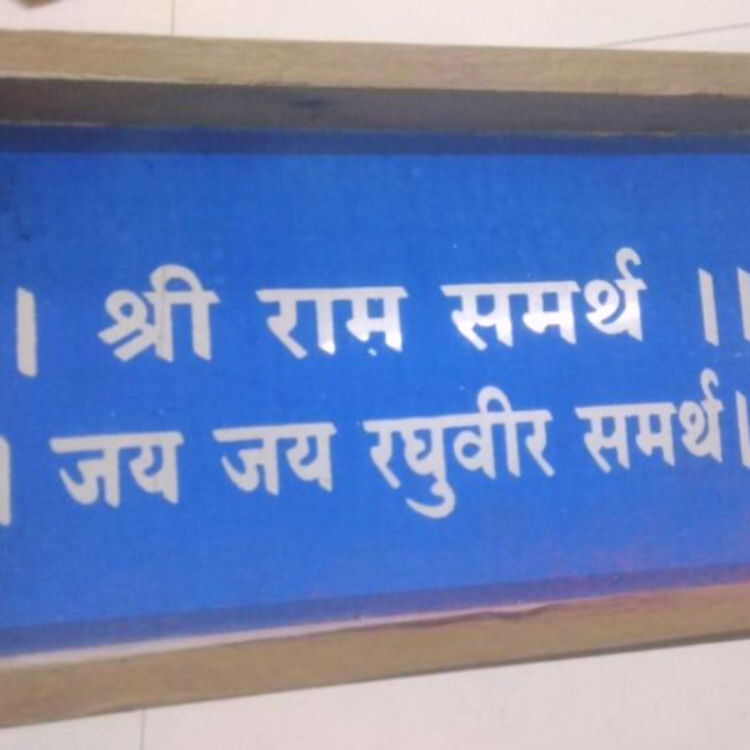 । श्री राम समर्थ ।।
। जय जय रघुवीर समर्थ।